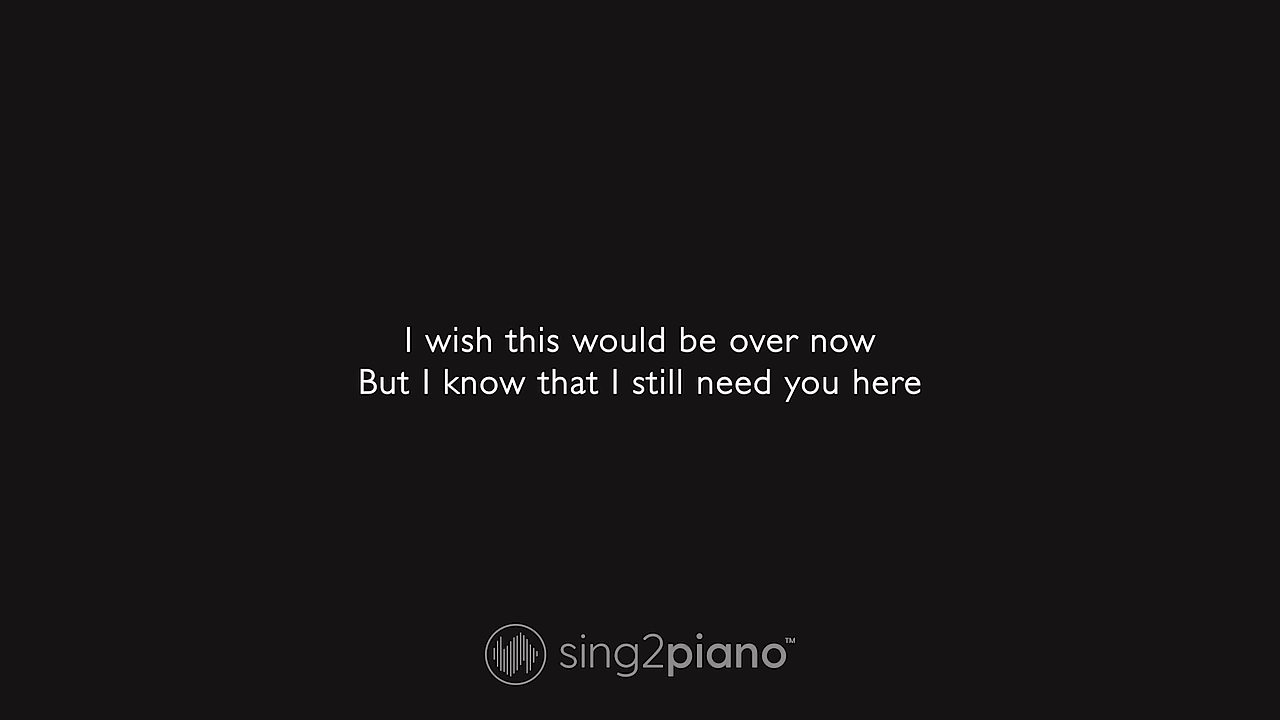 I wish this would be over now
But I know that I still need you here
sing2piano™